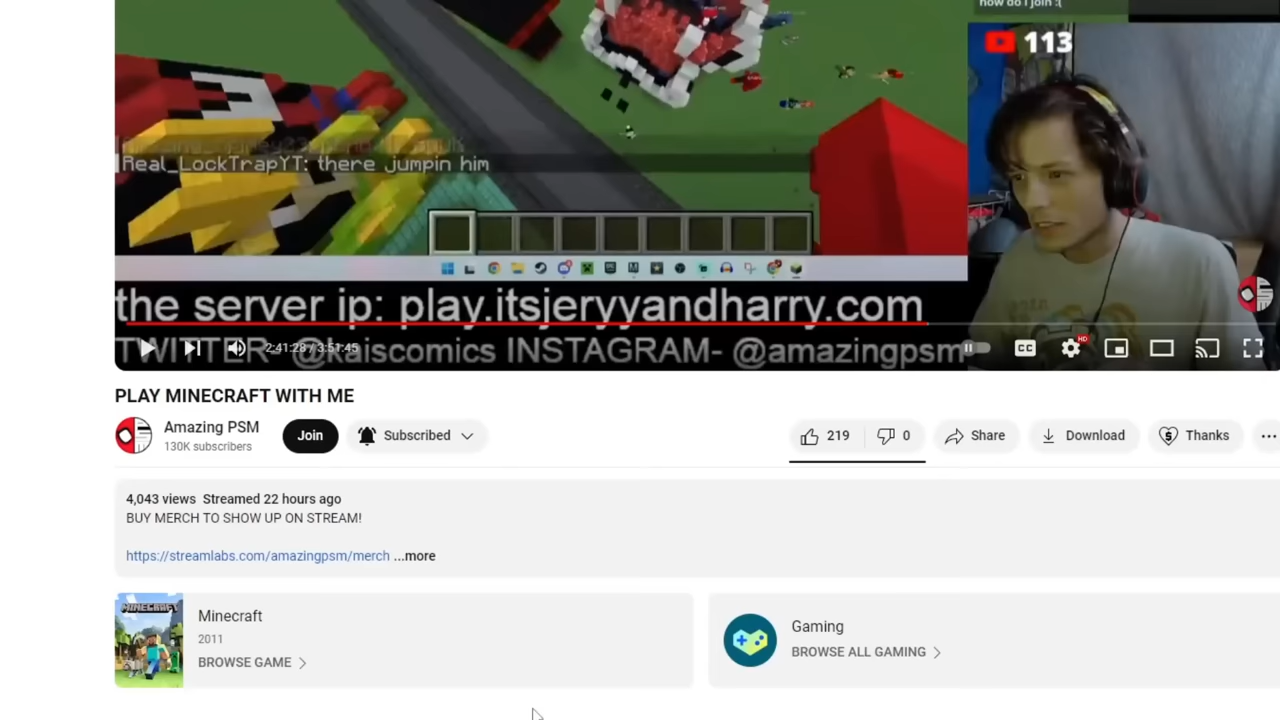 how do i join :(
113
Real_LockTrapYT: there jumpin him
the server ip: play.itsjeryyandharry.com
2:41:28 / 3:51:45
INSTAGRAM- @amazingpsm
CC
HD
PLAY MINECRAFT WITH ME
Amazing PSM
130K subscribers
Join
Subscribed
219
0
Share
Download
Thanks
4,043 views Streamed 22 hours ago
BUY MERCH TO SHOW UP ON STREAM!
https://streamlabs.com/amazingpsm/merch ...more
MINECRAFT
Minecraft
2011
BROWSE GAME
Gaming
BROWSE ALL GAMING